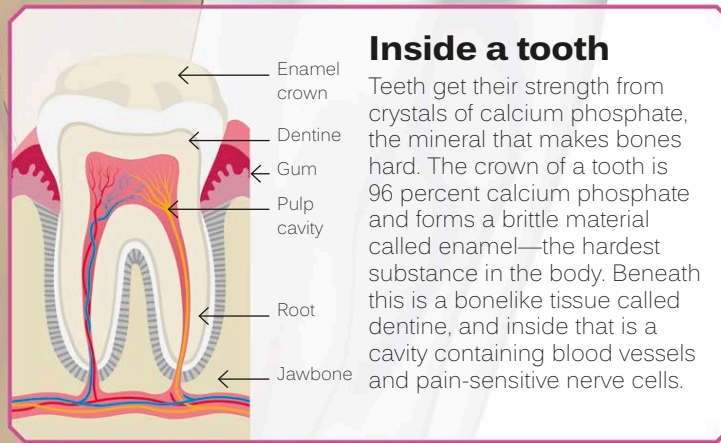 Enamel
crown
Dentine
Gum
Pulp
cavity
Root
Jawbone
Inside a tooth
Teeth get their strength from
crystals of calcium phosphate,
the mineral that makes bones
hard. The crown of a tooth is
96 percent calcium phosphate
and forms a brittle material
called enamel—the hardest
substance in the body. Beneath
this is a bonelike tissue called
dentine, and inside that is a
cavity containing blood vessels
and pain-sensitive nerve cells.